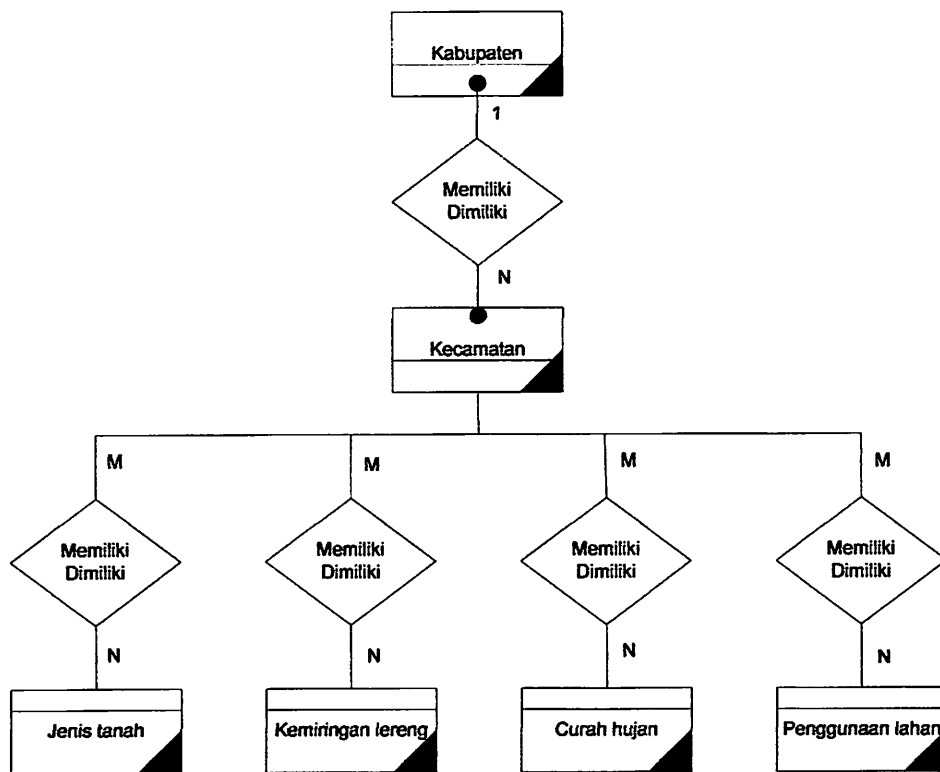 Kabupaten
1
Memiliki
Dimiliki
N
Kecamatan
M
M
M
M
Memiliki
Dimiliki
Memiliki
Dimiliki
Memiliki
Dimiliki
Memiliki
Dimiliki
N
N
N
N
Jenis tanah
Kemiringan lereng
Curah hujan
Penggunaan lahan